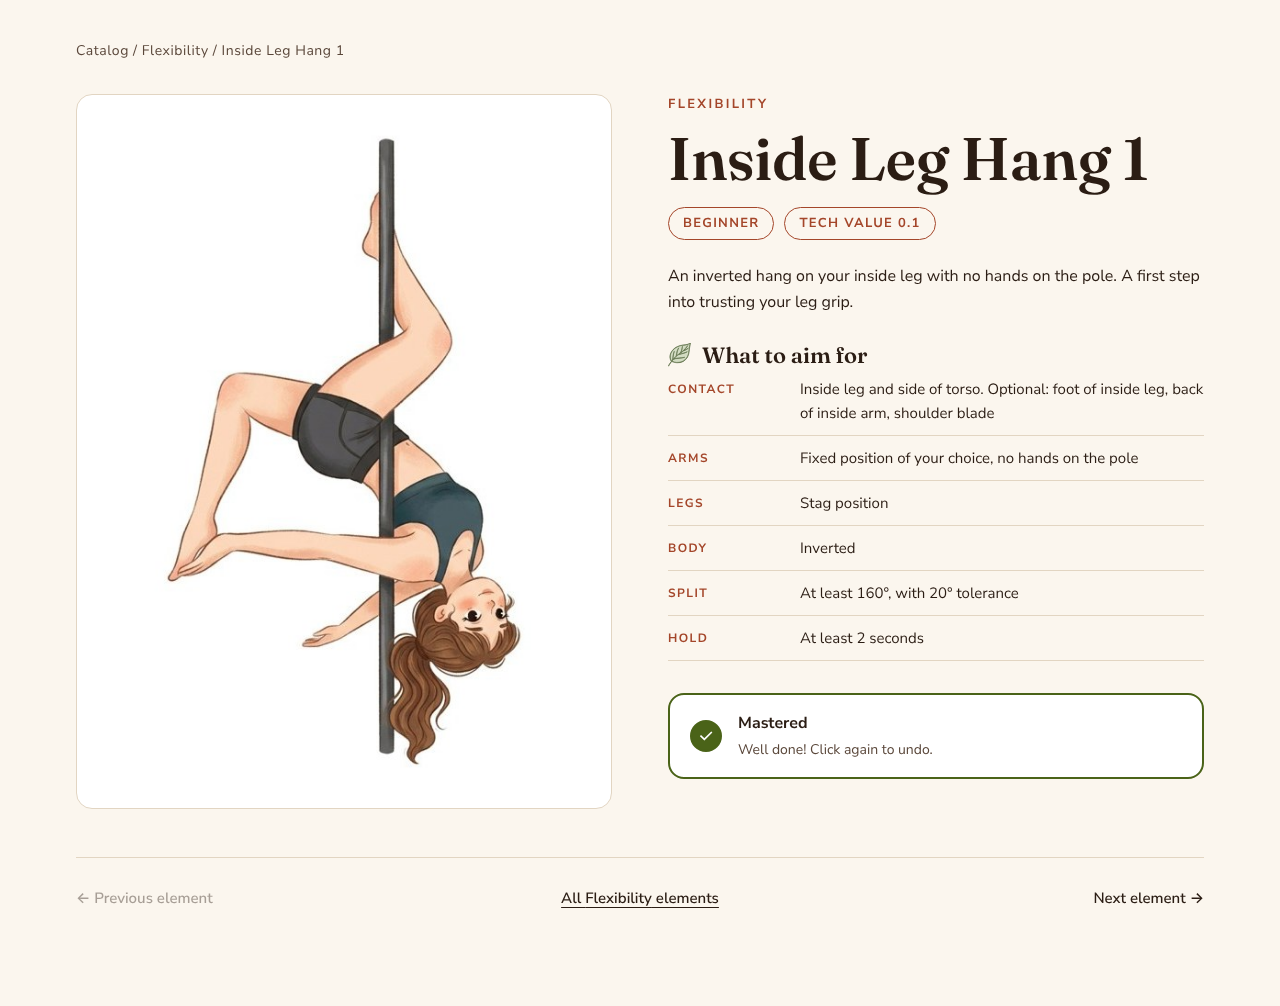 Catalog / Flexibility / Inside Leg Hang 1
FLEXIBILITY
Inside Leg Hang 1
BEGINNER
TECH VALUE 0.1
An inverted hang on your inside leg with no hands on the pole. A first step
into trusting your leg grip.
What to aim for
CONTACT
Inside leg and side of torso. Optional: foot of inside leg, back
of inside arm, shoulder blade
ARMS
Fixed position of your choice, no hands on the pole
LEGS
Stag position
BODY
Inverted
SPLIT
At least 160°, with 20° tolerance
HOLD
At least 2 seconds
Mastered
Well done! Click again to undo.
← Previous element
All Flexibility elements
Next element →